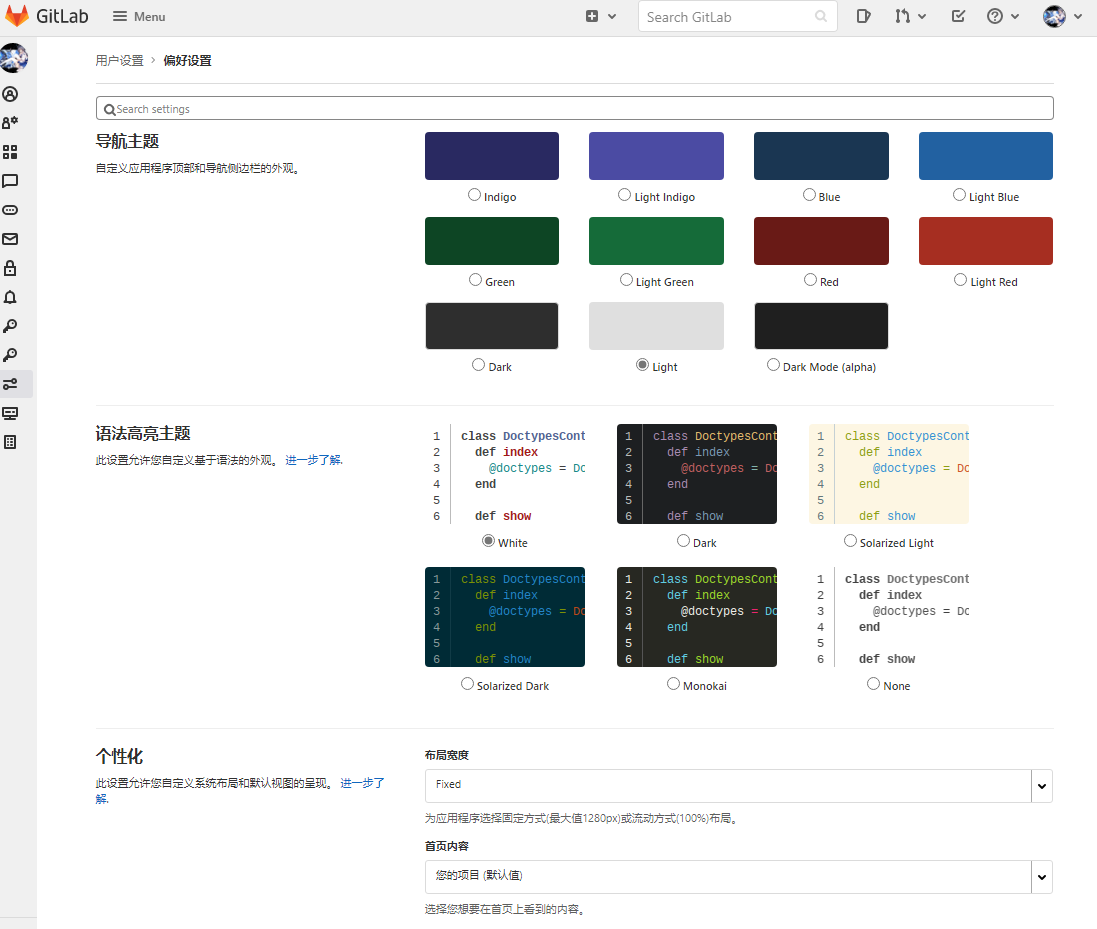 GitLab
Menu
Search GitLab
用户设置 › 偏好设置
Search settings
导航主题
自定义应用程序顶部和导航侧边栏的外观。
Indigo
Light Indigo
Blue
Light Blue
Green
Light Green
Red
Light Red
Dark
Light
Dark Mode (alpha)
语法高亮主题
此设置允许您自定义基于语法的外观。 进一步了解.
1 class DoctypesCont
2 def index
3 @doctypes = Do
4 end
5
6 def show
White
1 class DoctypesCont
2 def index
3 @doctypes = Do
4 end
5
6 def show
Dark
1 class DoctypesCont
2 def index
3 @doctypes = Do
4 end
5
6 def show
Solarized Light
1 class DoctypesCont
2 def index
3 @doctypes = Do
4 end
5
6 def show
Solarized Dark
1 class DoctypesCont
2 def index
3 @doctypes = Do
4 end
5
6 def show
Monokai
1 class DoctypesCont
2 def index
3 @doctypes = Do
4 end
5
6 def show
None
个性化
此设置允许您自定义系统布局和默认视图的呈现。 进一步了
解.
布局宽度
Fixed
为应用程序选择固定方式(最大值1280px)或流动方式(100%)布局。
首页内容
您的项目 (默认值)
选择您想要在首页上看到的内容。